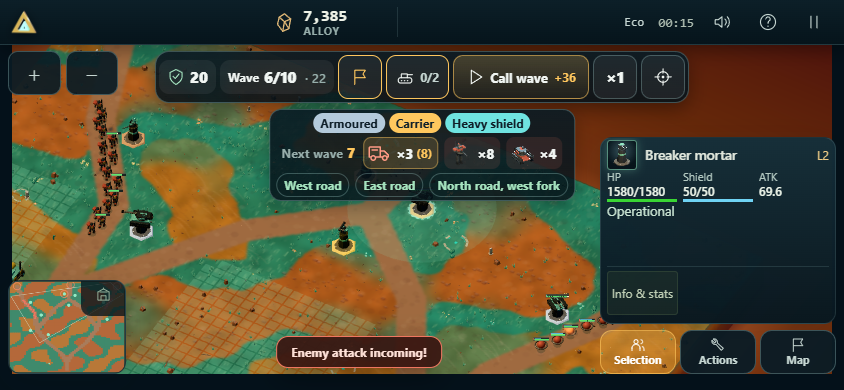 7,385
ALLOY
Eco 00:15
20
Wave 6/10 · 22
0/2
Call wave +36
×1
Armoured
Carrier
Heavy shield
Next wave 7
×3 (8)
×8
×4
West road
East road
North road, west fork
Breaker mortar
L2
HP
Shield
ATK
1580/1580
50/50
69.6
Operational
Info & stats
Enemy attack incoming!
Selection
Actions
Map